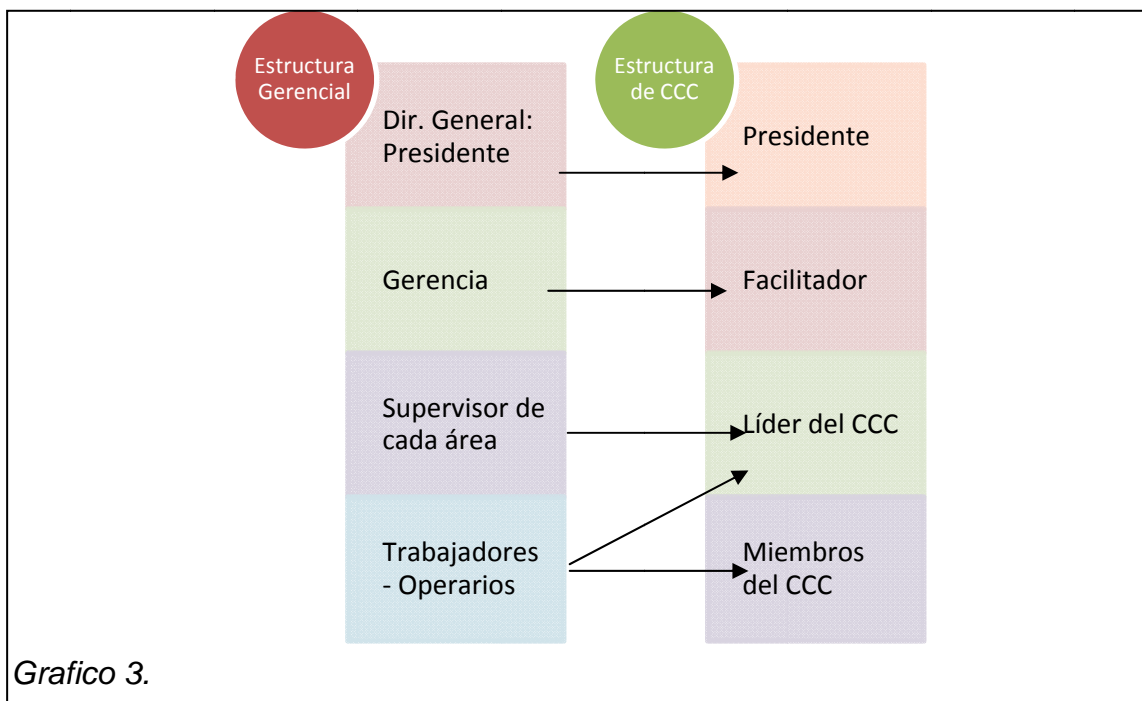 Estructura
Gerencial
Dir. General:
Presidente
Gerencia
Supervisor de
cada área
Trabajadores
- Operarios
Estructura
de CCC
Presidente
Facilitador
Líder del CCC
Miembros
del CCC
Grafico 3.